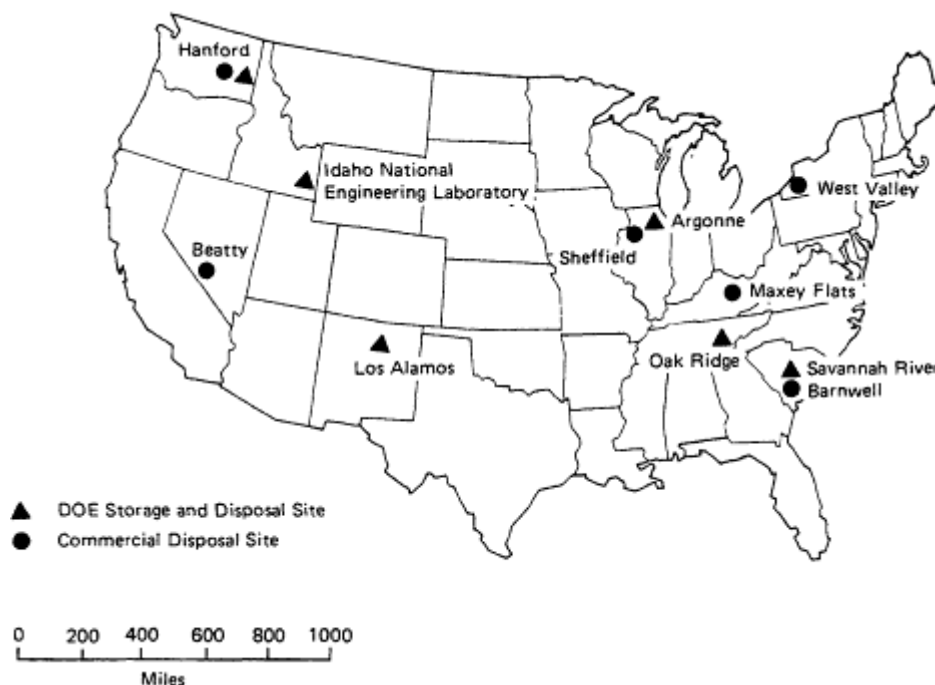 Hanford
Idaho National
Engineering Laboratory
West Valley
Argonne
Beatty
Sheffield
Maxey Flats
Los Alamos
Oak Ridge
Savannah River
Barnwell
DOE Storage and Disposal Site
Commercial Disposal Site
0 200 400 600 800 1000
Miles